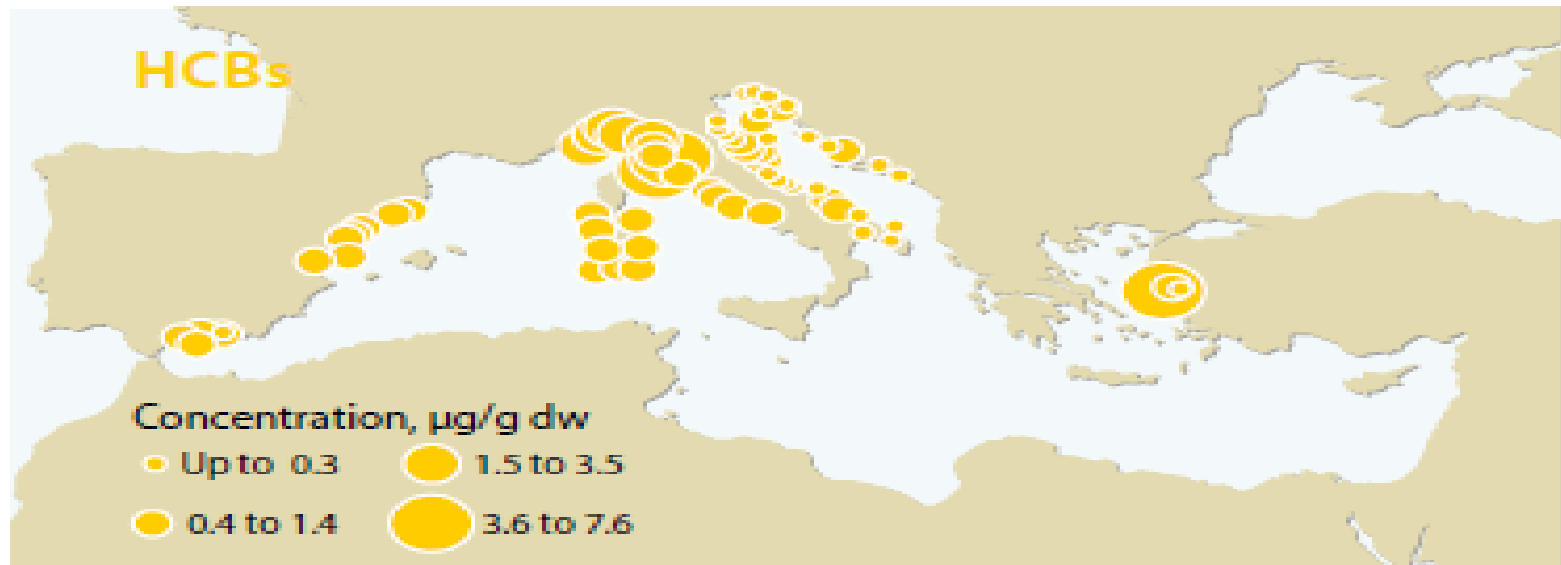 HCBs
Concentration, µg/g dw
Up to 0.3
1.5 to 3.5
0.4 to 1.4
3.6 to 7.6